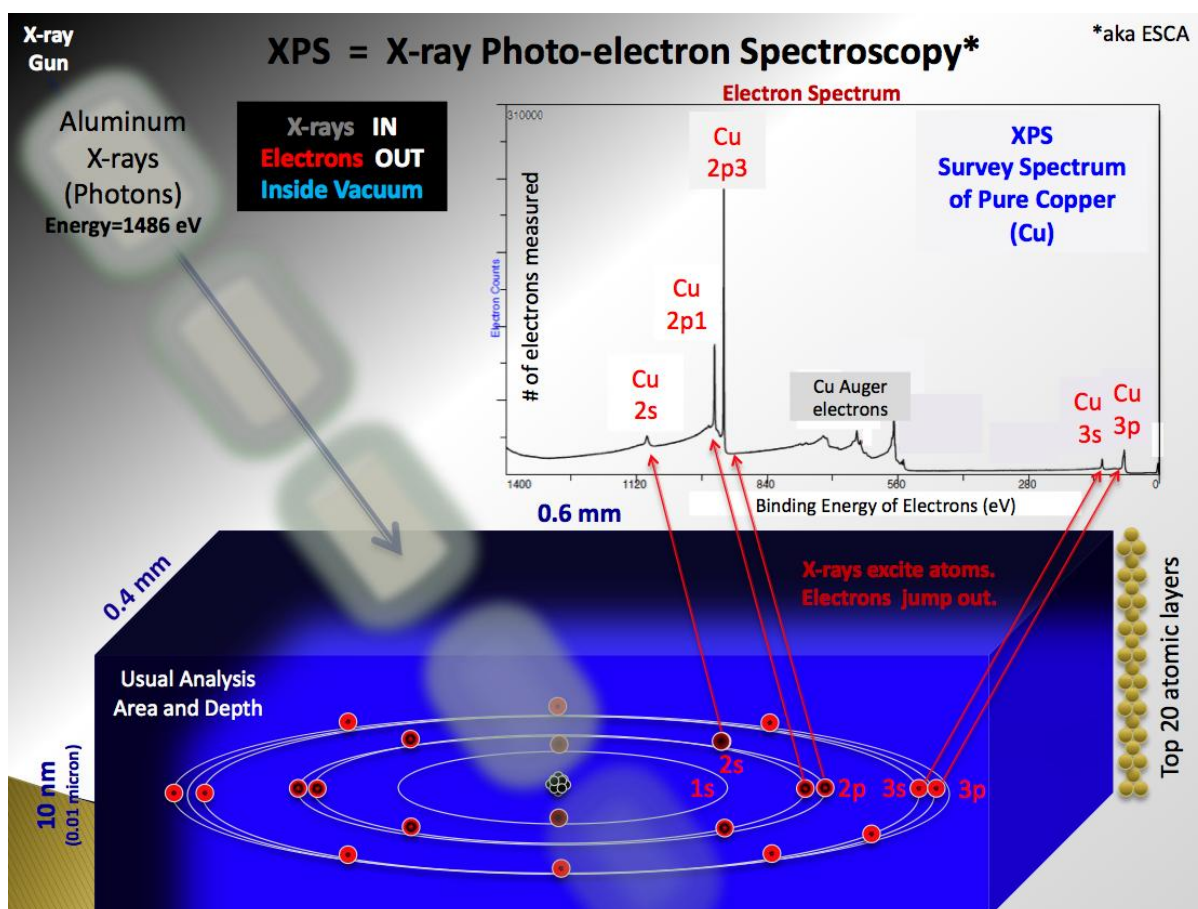 X-ray
Gun
XPS = X-ray Photo-electron Spectroscopy*
*aka ESCA
Aluminum
X-rays
(Photons)
Energy=1486 eV
X-rays IN
Electrons OUT
Inside Vacuum
Electron Spectrum
310000
Electron Counts
# of electrons measured
Cu
2p3
Cu
2p1
Cu
2s
Cu Auger
electrons
Cu
3s
Cu
3p
XPS
Survey Spectrum
of Pure Copper
(Cu)
1400
1120
840
560
280
0
Binding Energy of Electrons (eV)
0.6 mm
0.4 mm
X-rays excite atoms.
Electrons jump out.
Top 20 atomic layers
Usual Analysis
Area and Depth
10 nm
(0.01 micron)
1s
2s
2p
3s
3p